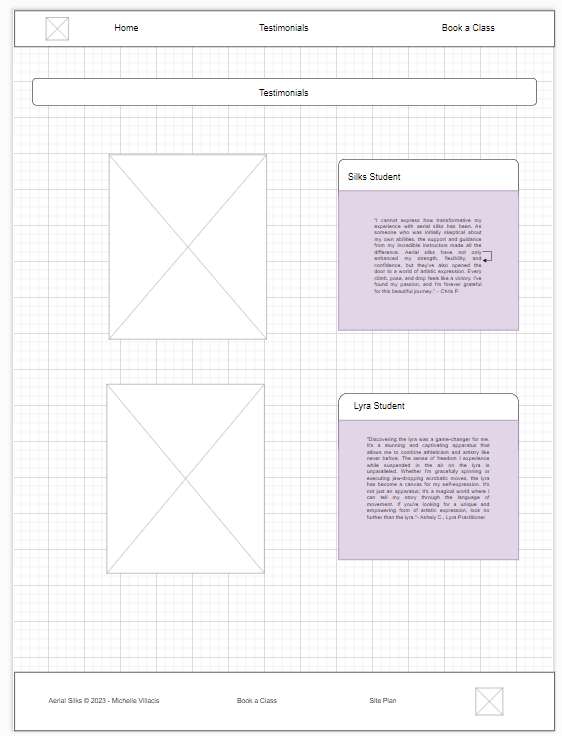 Home Testimonials Book a Class
Testimonials
Silks Student
"I cannot express how transformative my
experience with aerial silks has been. As
someone who was initially skeptical about
my own abilities, the support and guidance
from my incredible instructors made all the
difference. Aerial silks have not only
enhanced my strength, flexibility, and
confidence, but they've also opened the
door to a world of artistic expression. Every
climb, pose, and drop feels like a victory. I've
found my passion, and I'm forever grateful
for this beautiful journey." – Chris P.
Lyra Student
"Discovering the lyra was a game-changer for me.
It's a stunning and captivating apparatus that
allows me to combine athleticism and artistry like
never before. The sense of freedom I experience
while suspended in the air on the lyra is
unparalleled. Whether I'm gracefully spinning or
executing jaw-dropping acrobatic moves, the lyra
has become a canvas for my self-expression. It's
not just an apparatus; it's a magical world where I
can tell my story through the language of
movement. If you're looking for a unique and
empowering form of artistic expression, look no
further than the lyra."- Ashely C., Lyra Practitioner
Aerial Silks © 2023 - Michelle Villacis Book a Class Site Plan